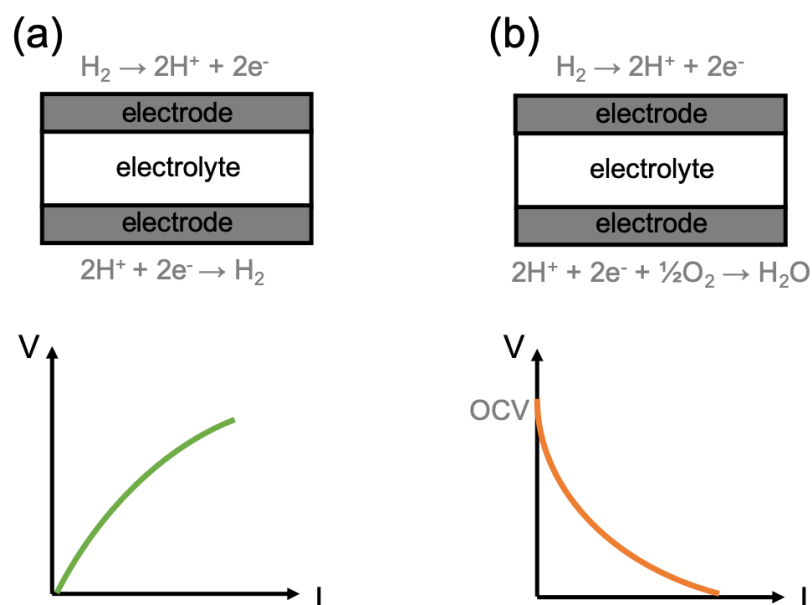 (a)
H₂ → 2H⁺ + 2e⁻
electrode
electrolyte
electrode
2H⁺ + 2e⁻ → H₂
V
I
(b)
H₂ → 2H⁺ + 2e⁻
electrode
electrolyte
electrode
2H⁺ + 2e⁻ + ½O₂ → H₂O
V
OCV
I